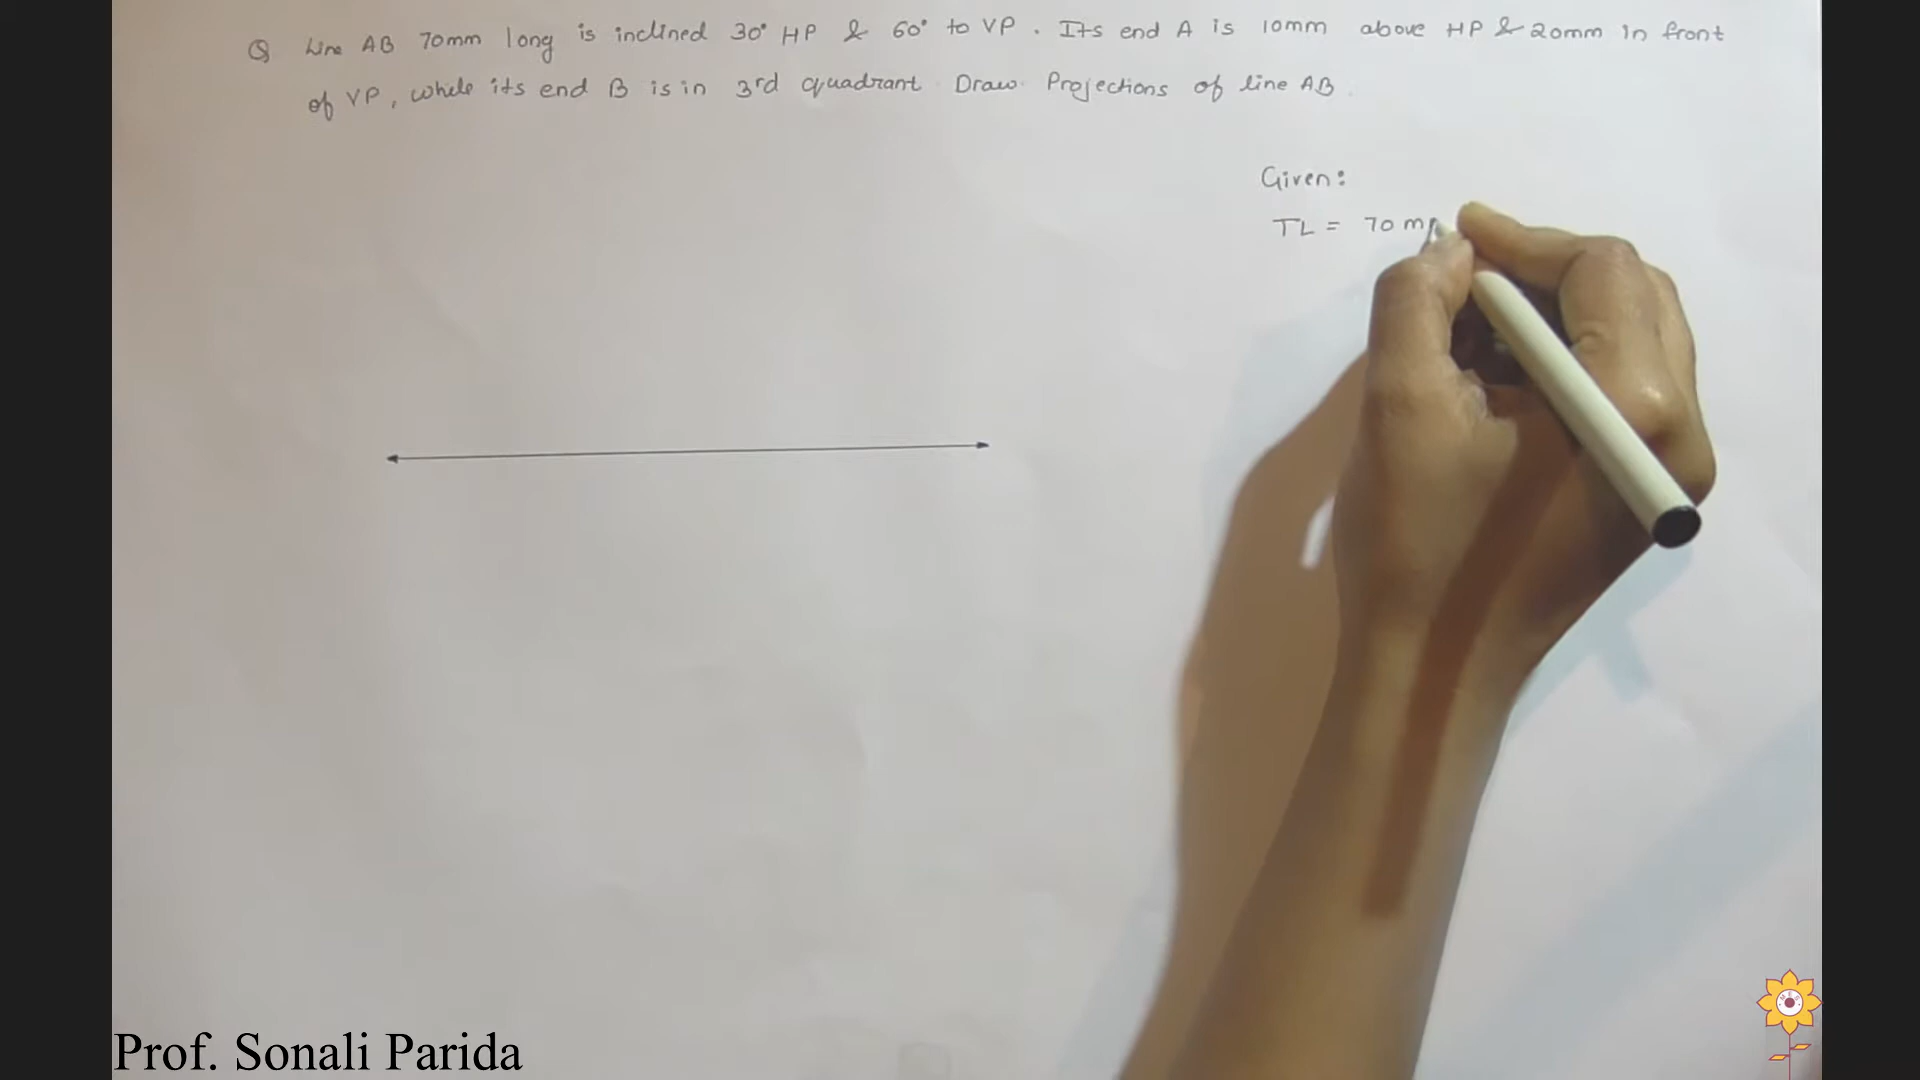 Q Line AB 70mm long is inclined 30° HP & 60° to VP. Its end A is 10mm above HP & 20mm in front
of VP, while its end B is in 3rd quadrant. Draw Projections of line AB.
Given:
TL = 70 m
Prof. Sonali Parida